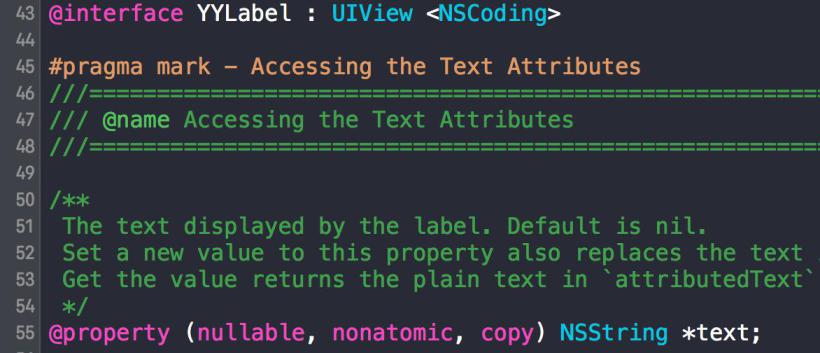 43 @interface YYLabel : UIView <NSCoding>
44
45 #pragma mark - Accessing the Text Attributes
46 ///=======================================================
47 /// @name Accessing the Text Attributes
48 ///=======================================================
49
50 /**
51  The text displayed by the label. Default is nil.
52  Set a new value to this property also replaces the text
53  Get the value returns the plain text in `attributedText`
54  */
55 @property (nullable, nonatomic, copy) NSString *text;